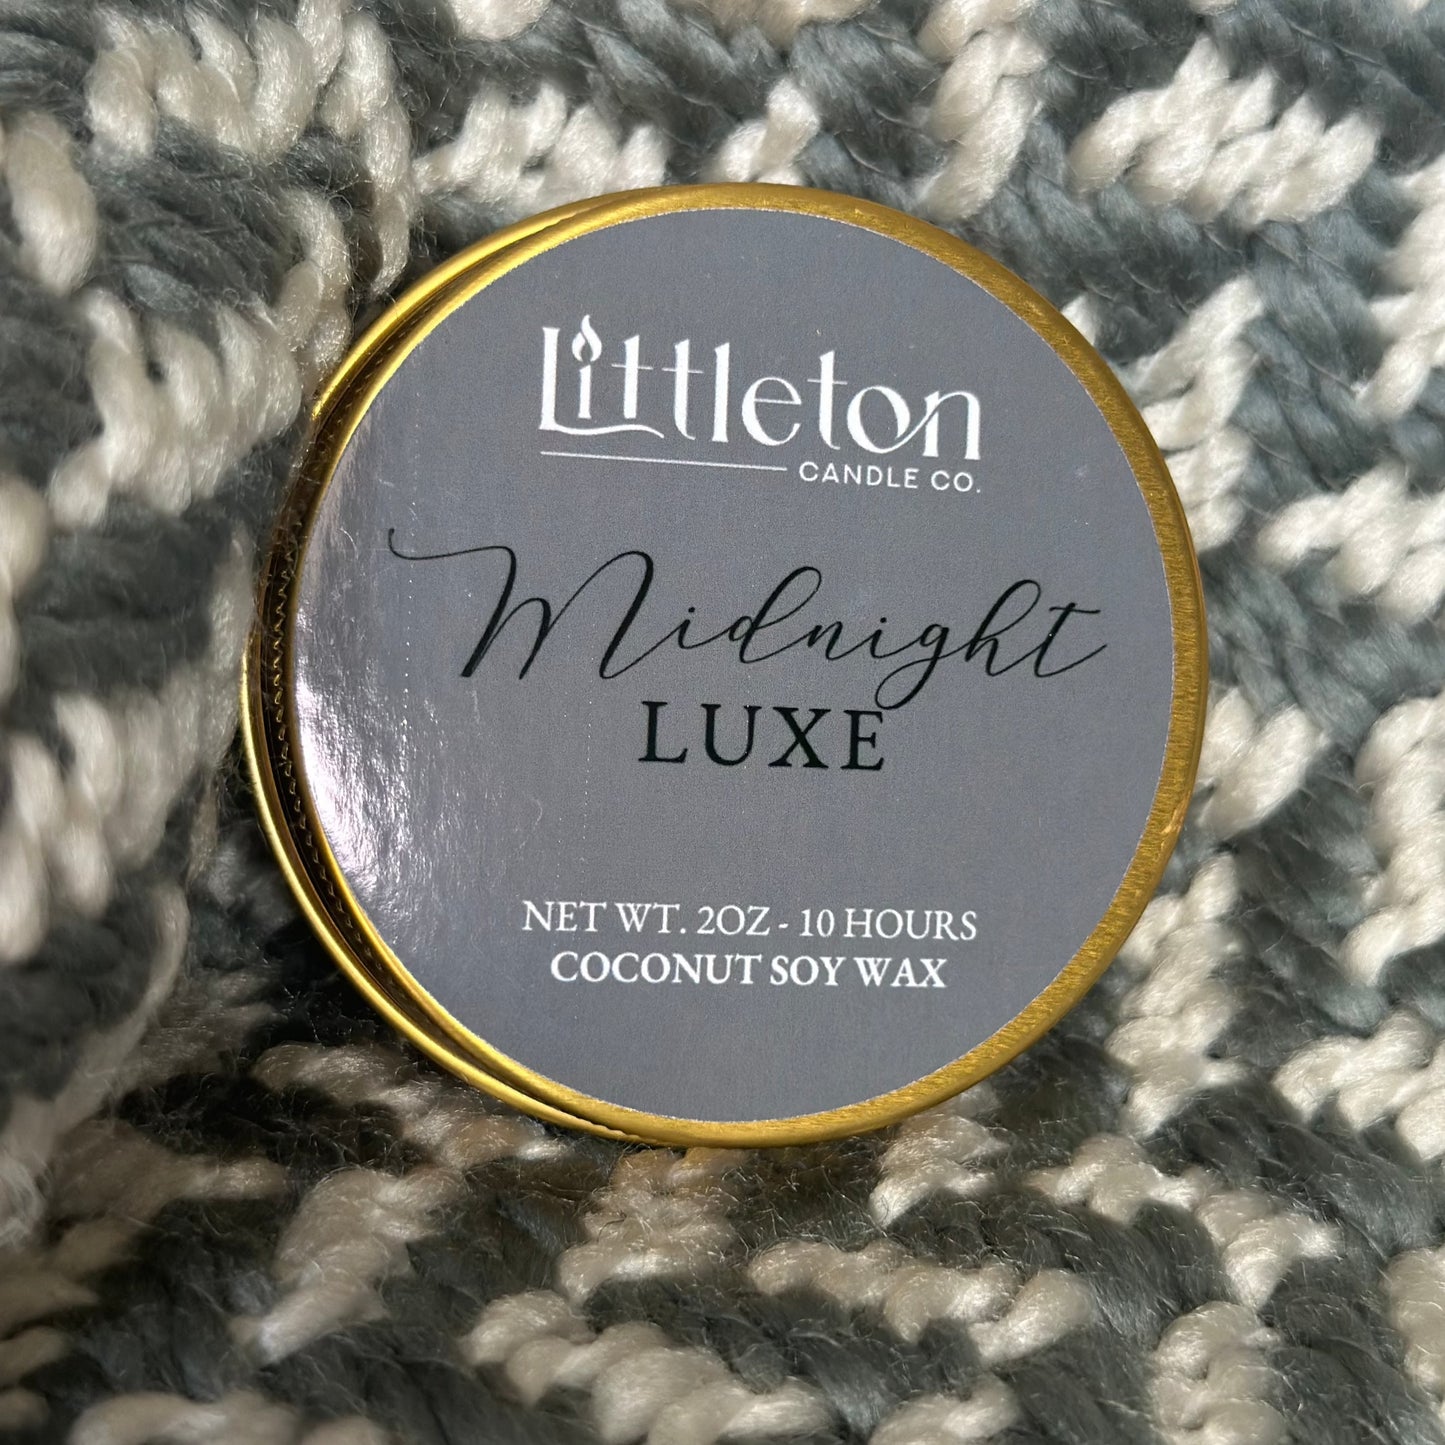 Littleton
CANDLE CO.
Midnight
LUXE
NET WT. 2OZ - 10 HOURS
COCONUT SOY WAX